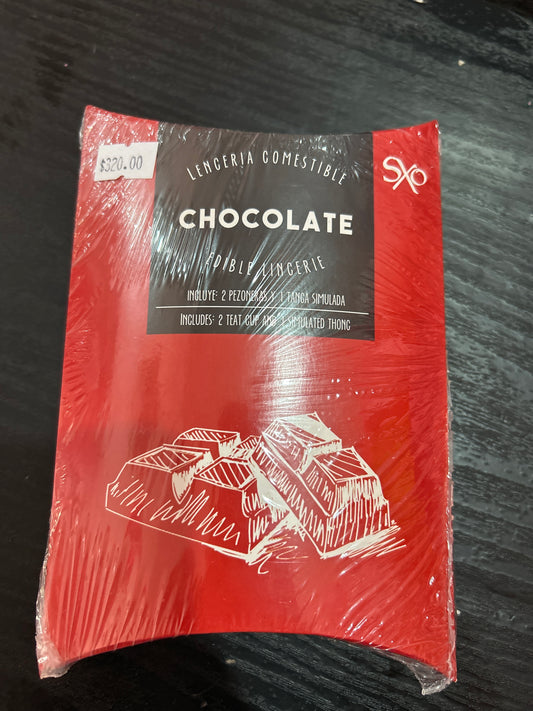 $320.00
LENCERIA COMESTIBLE
SXO
CHOCOLATE
EDIBLE LINGERIE
INCLUYE: 2 PEZONERAS Y 1 TANGA SIMULADA
INCLUDES: 2 TEAT CLIP AND 1 SIMULATED THONG